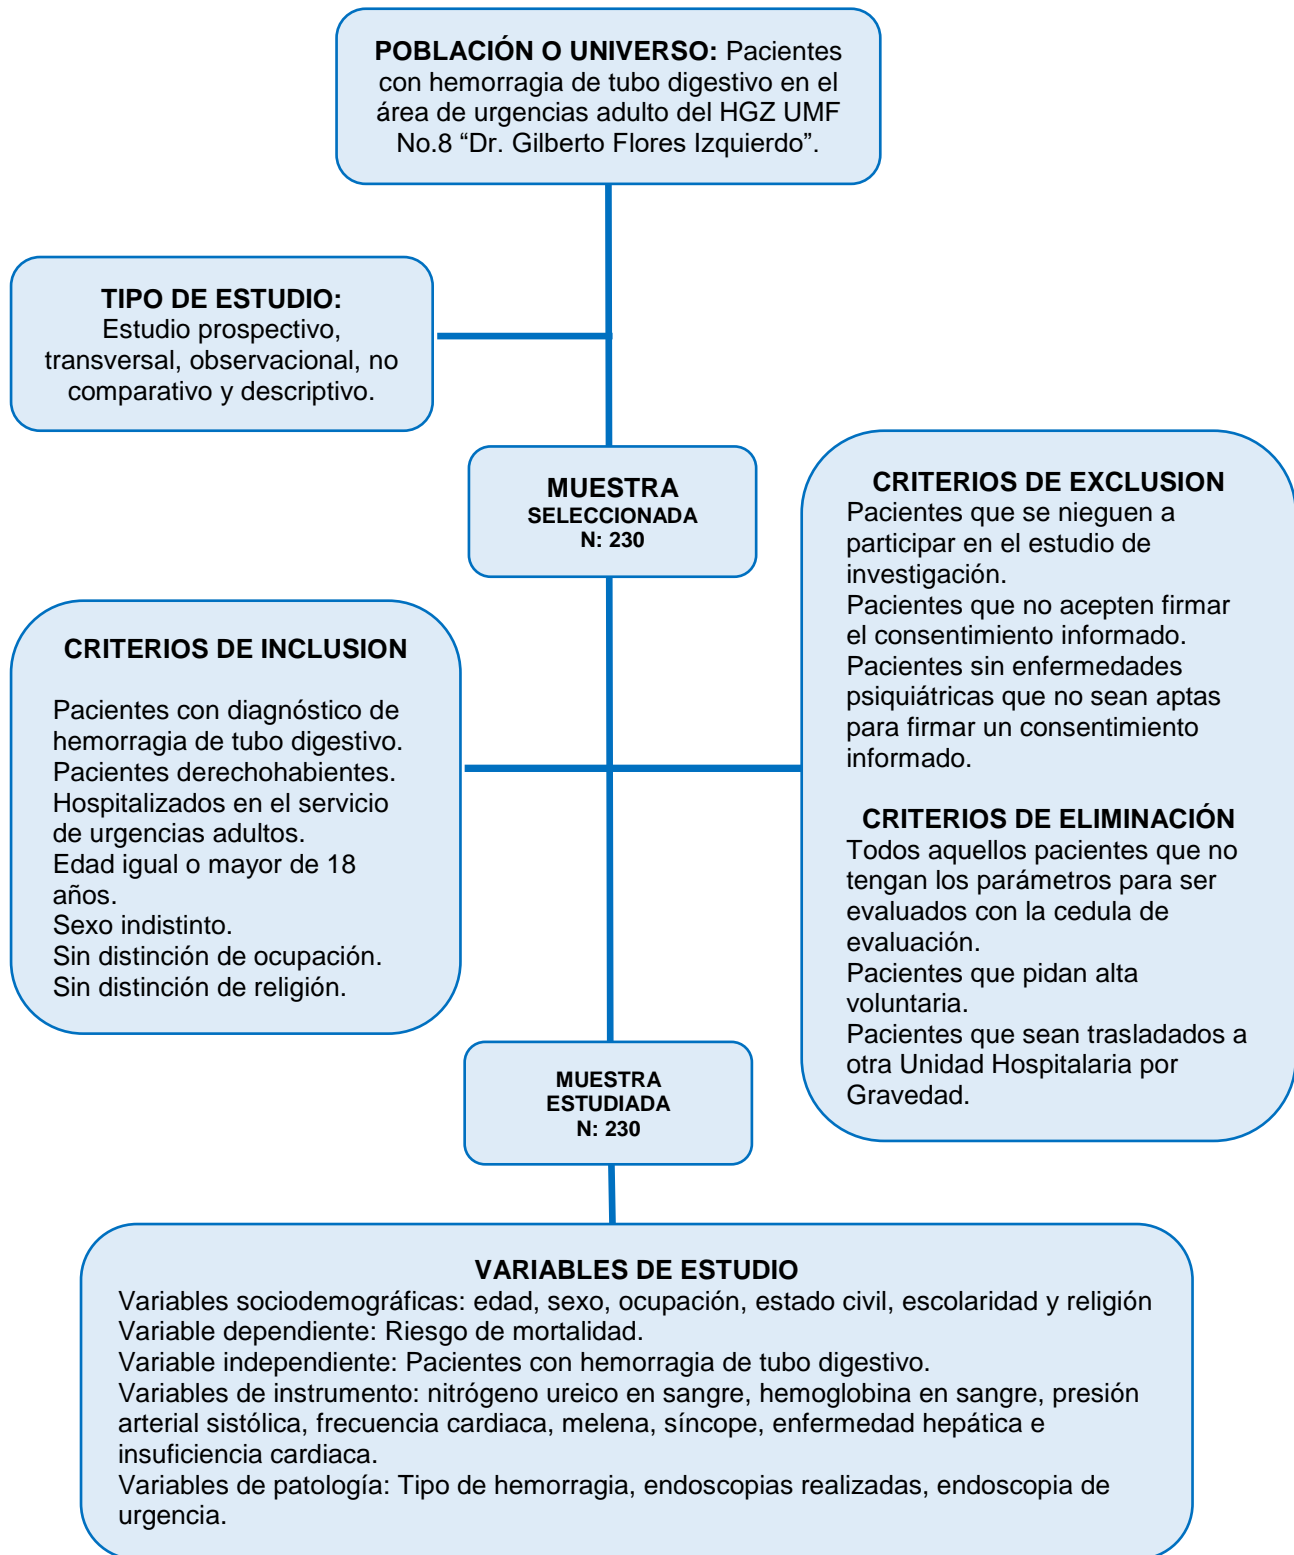 POBLACIÓN O UNIVERSO: Pacientes
con hemorragia de tubo digestivo en el
área de urgencias adulto del HGZ UMF
No.8 “Dr. Gilberto Flores Izquierdo”.
TIPO DE ESTUDIO:
Estudio prospectivo,
transversal, observacional, no
comparativo y descriptivo.
MUESTRA
SELECCIONADA
N: 230
CRITERIOS DE INCLUSION
Pacientes con diagnóstico de
hemorragia de tubo digestivo.
Pacientes derechohabientes.
Hospitalizados en el servicio
de urgencias adultos.
Edad igual o mayor de 18
años.
Sexo indistinto.
Sin distinción de ocupación.
Sin distinción de religión.
CRITERIOS DE EXCLUSION
Pacientes que se nieguen a
participar en el estudio de
investigación.
Pacientes que no acepten firmar
el consentimiento informado.
Pacientes sin enfermedades
psiquiátricas que no sean aptas
para firmar un consentimiento
informado.
CRITERIOS DE ELIMINACIÓN
Todos aquellos pacientes que no
tengan los parámetros para ser
evaluados con la cedula de
evaluación.
Pacientes que pidan alta
voluntaria.
Pacientes que sean trasladados a
otra Unidad Hospitalaria por
Gravedad.
MUESTRA
ESTUDIADA
N: 230
VARIABLES DE ESTUDIO
Variables sociodemográficas: edad, sexo, ocupación, estado civil, escolaridad y religión
Variable dependiente: Riesgo de mortalidad.
Variable independiente: Pacientes con hemorragia de tubo digestivo.
Variables de instrumento: nitrógeno ureico en sangre, hemoglobina en sangre, presión
arterial sistólica, frecuencia cardiaca, melena, síncope, enfermedad hepática e
insuficiencia cardiaca.
Variables de patología: Tipo de hemorragia, endoscopias realizadas, endoscopia de
urgencia.